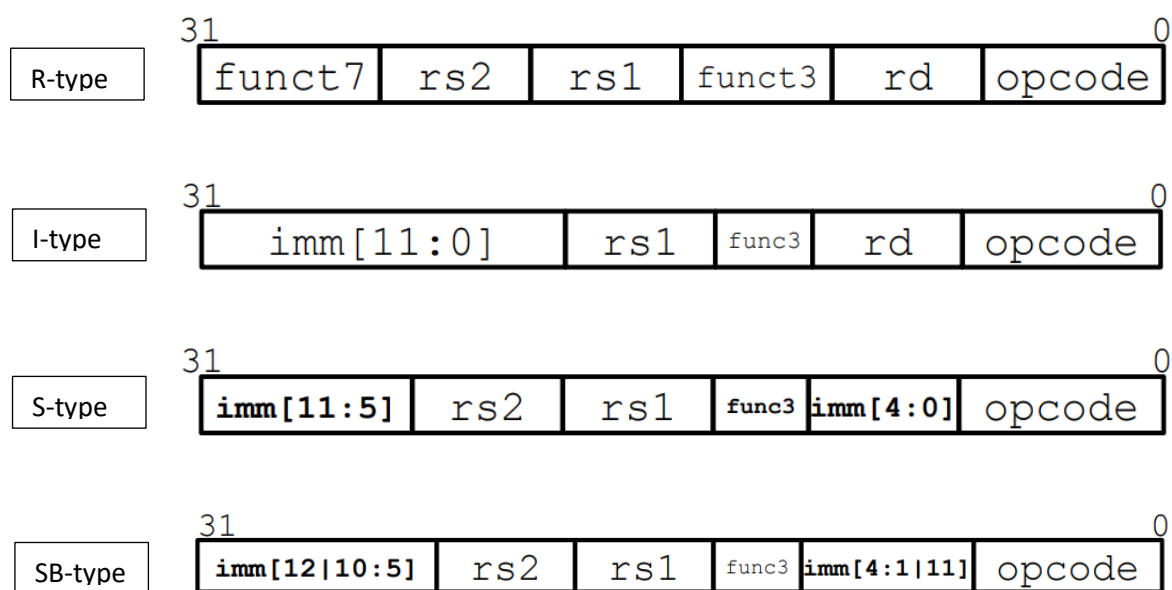 31 0
R-type funct7 rs2 rs1 funct3 rd opcode
31 0
I-type imm[11:0] rs1 func3 rd opcode
31 0
S-type imm[11:5] rs2 rs1 func3 imm[4:0] opcode
31 0
SB-type imm[12|10:5] rs2 rs1 func3 imm[4:1|11] opcode